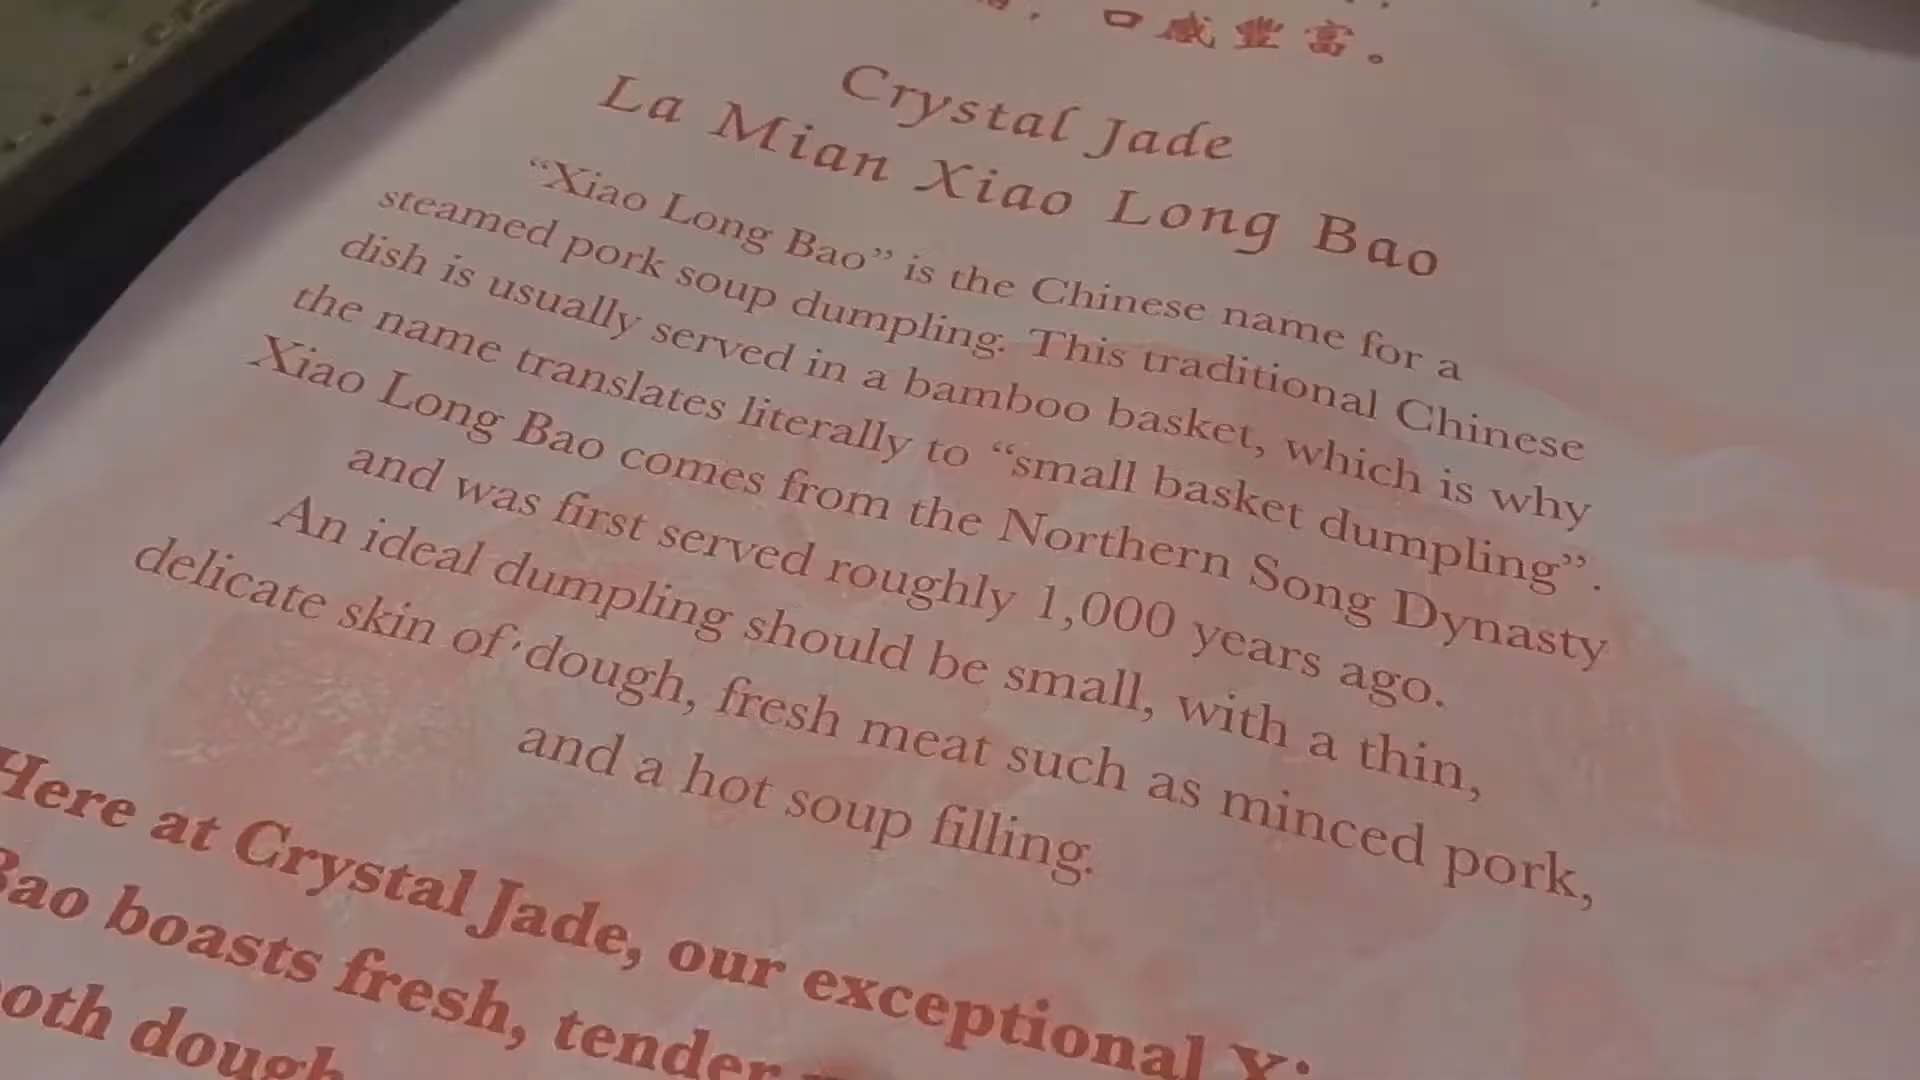 口感豐富。
Crystal Jade
La Mian Xiao Long Bao
“Xiao Long Bao” is the Chinese name for a
steamed pork soup dumpling. This traditional Chinese
dish is usually served in a bamboo basket, which is why
the name translates literally to “small basket dumpling”.
Xiao Long Bao comes from the Northern Song Dynasty
and was first served roughly 1,000 years ago.
An ideal dumpling should be small, with a thin,
delicate skin of dough, fresh meat such as minced pork,
and a hot soup filling.
Here at Crystal Jade, our exceptional
Bao boasts fresh, tender
dough